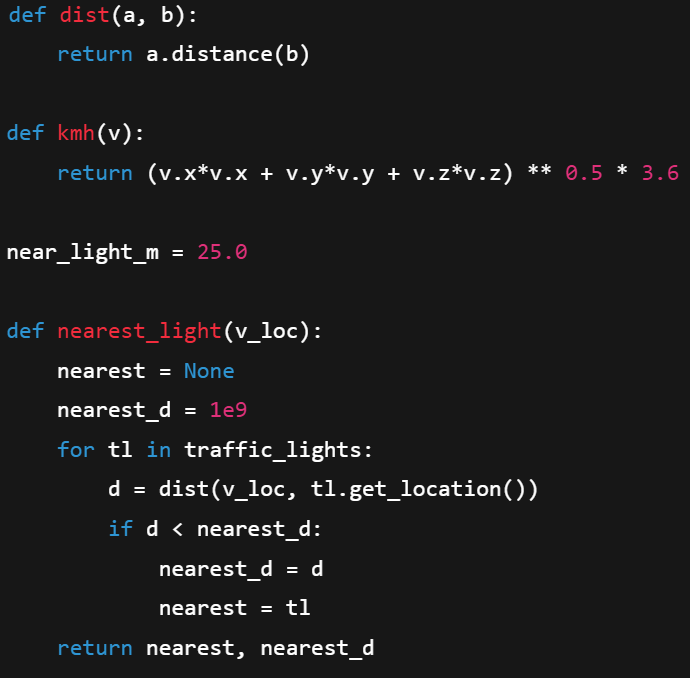 def dist(a, b):
    return a.distance(b)

def kmh(v):
    return (v.x*v.x + v.y*v.y + v.z*v.z) ** 0.5 * 3.6

near_light_m = 25.0

def nearest_light(v_loc):
    nearest = None
    nearest_d = 1e9
    for tl in traffic_lights:
        d = dist(v_loc, tl.get_location())
        if d < nearest_d:
            nearest_d = d
            nearest = tl
    return nearest, nearest_d